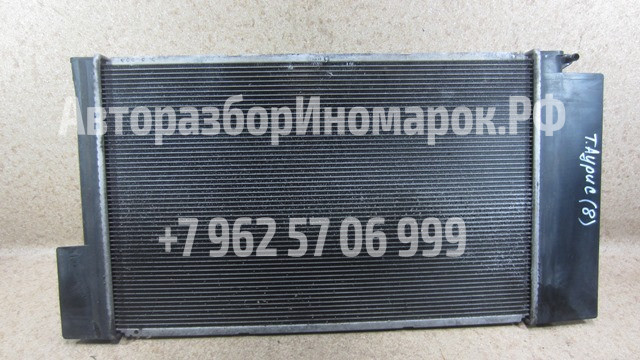 АвторазборИномарок.РФ
+7 962 57 06 999
Т.Аурис (8)